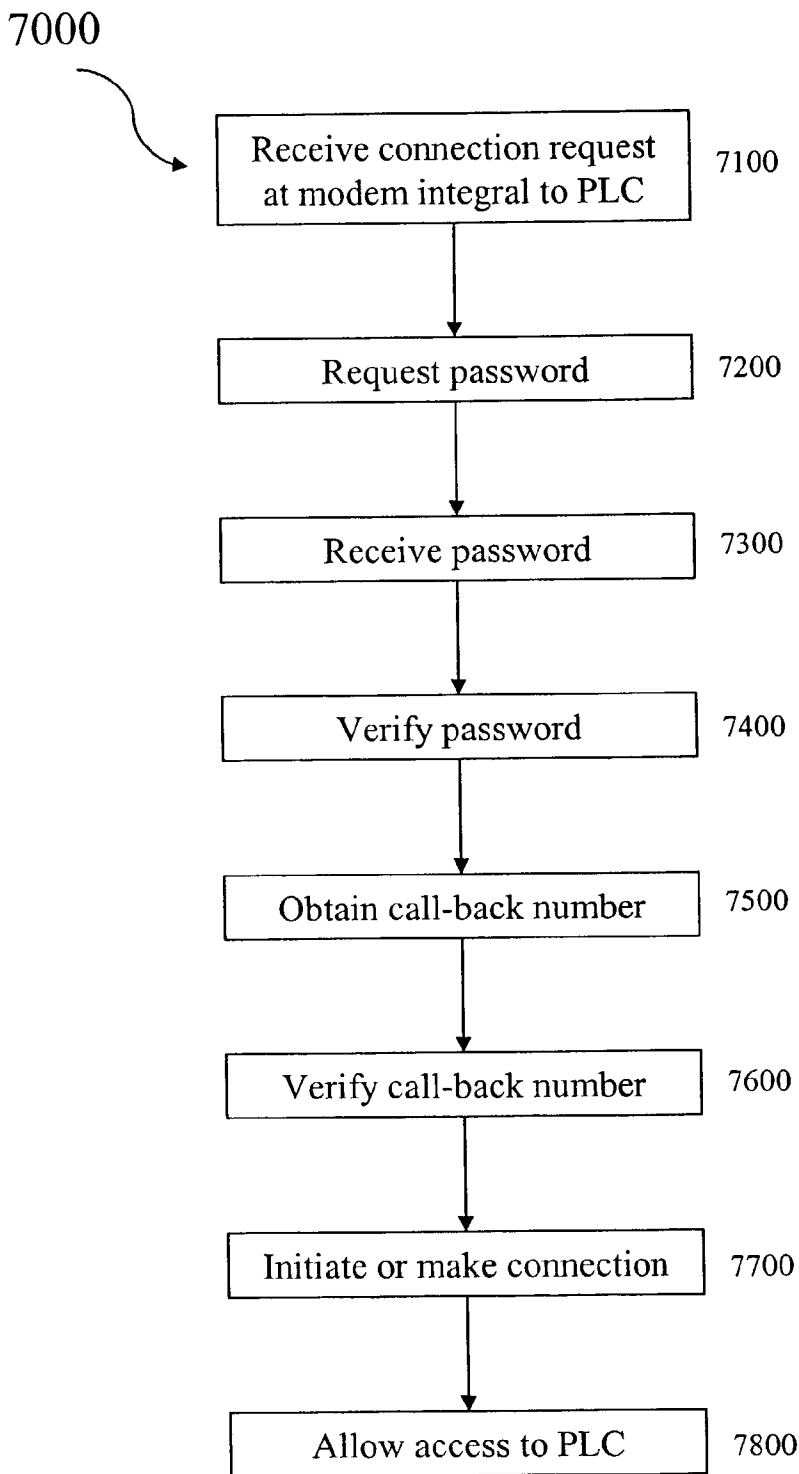 7000
Receive connection request
at modem integral to PLC
7100
Request password
7200
Receive password
7300
Verify password
7400
Obtain call-back number
7500
Verify call-back number
7600
Initiate or make connection
7700
Allow access to PLC
7800